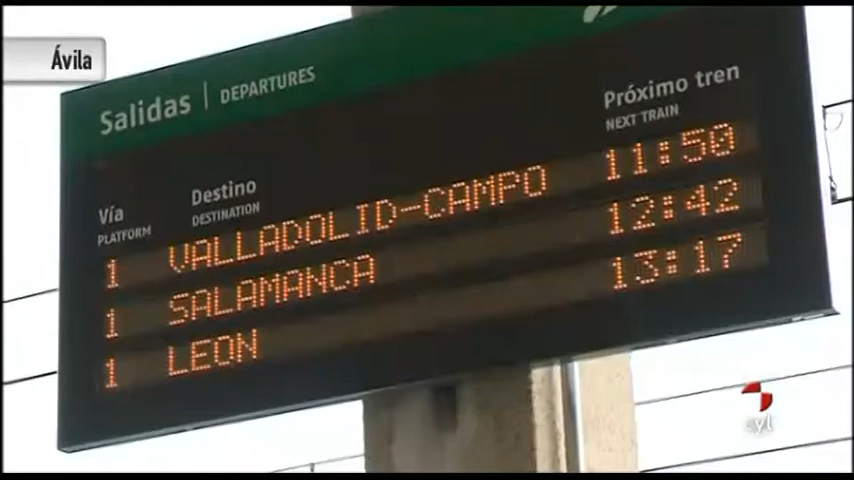 Ávila
Salidas | DEPARTURES
Próximo tren
NEXT TRAIN
Vía
PLATFORM
Destino
DESTINATION
1 VALLADOLID-CAMPO 11:50
1 SALAMANCA 12:42
1 LEON 13:17
cyl